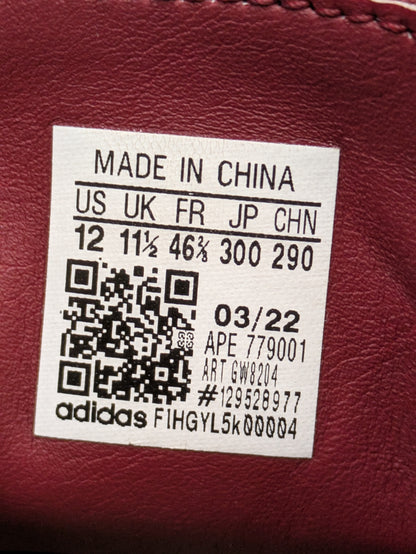 MADE IN CHINA
US UK FR JP CHN
12 11½ 46⅔ 300 290
03/22
APE 779001
ART GW8204
#129528977
adidas F1HGYL5k00004